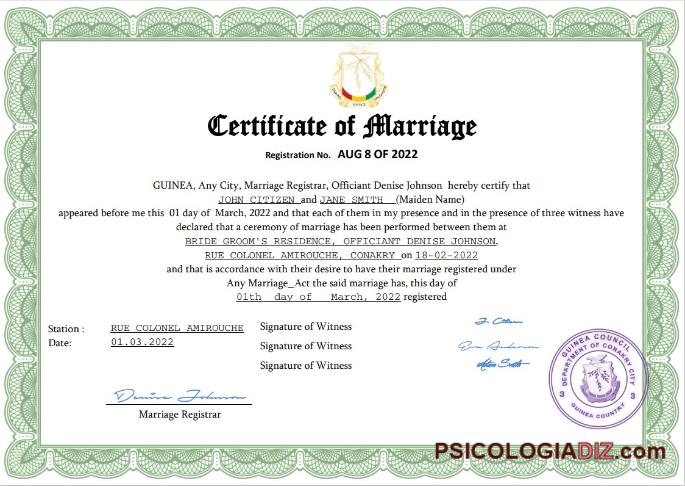 Certificate of Marriage
Registration No. AUG 8 OF 2022
GUINEA, Any City, Marriage Registrar, Officiant Denise Johnson hereby certify that
JOHN CITIZEN and JANE SMITH (Maiden Name)
appeared before me this 01 day of March, 2022 and that each of them in my presence and in the presence of three witness have
declared that a ceremony of marriage has been performed between them at
BRIDE GROOM'S RESIDENCE, OFFICIANT DENISE JOHNSON,
RUE COLONEL AMIROUCHE, CONAKRY on 18-02-2022
and that is accordance with their desire to have their marriage registered under
Any Marriage_Act the said marriage has, this day of
01th day of March, 2022 registered
Station : RUE COLONEL AMIROUCHE
Date: 01.03.2022
Signature of Witness J. Citizen
Signature of Witness Eva Anderson
Signature of Witness Smith
Denise Johnson
Marriage Registrar
GUINEA COUNCIL
DEPARTMENT OF CONAKRY CITY
3 3
GUINEA COUNTRY
PSICOLOGIADIZ.com